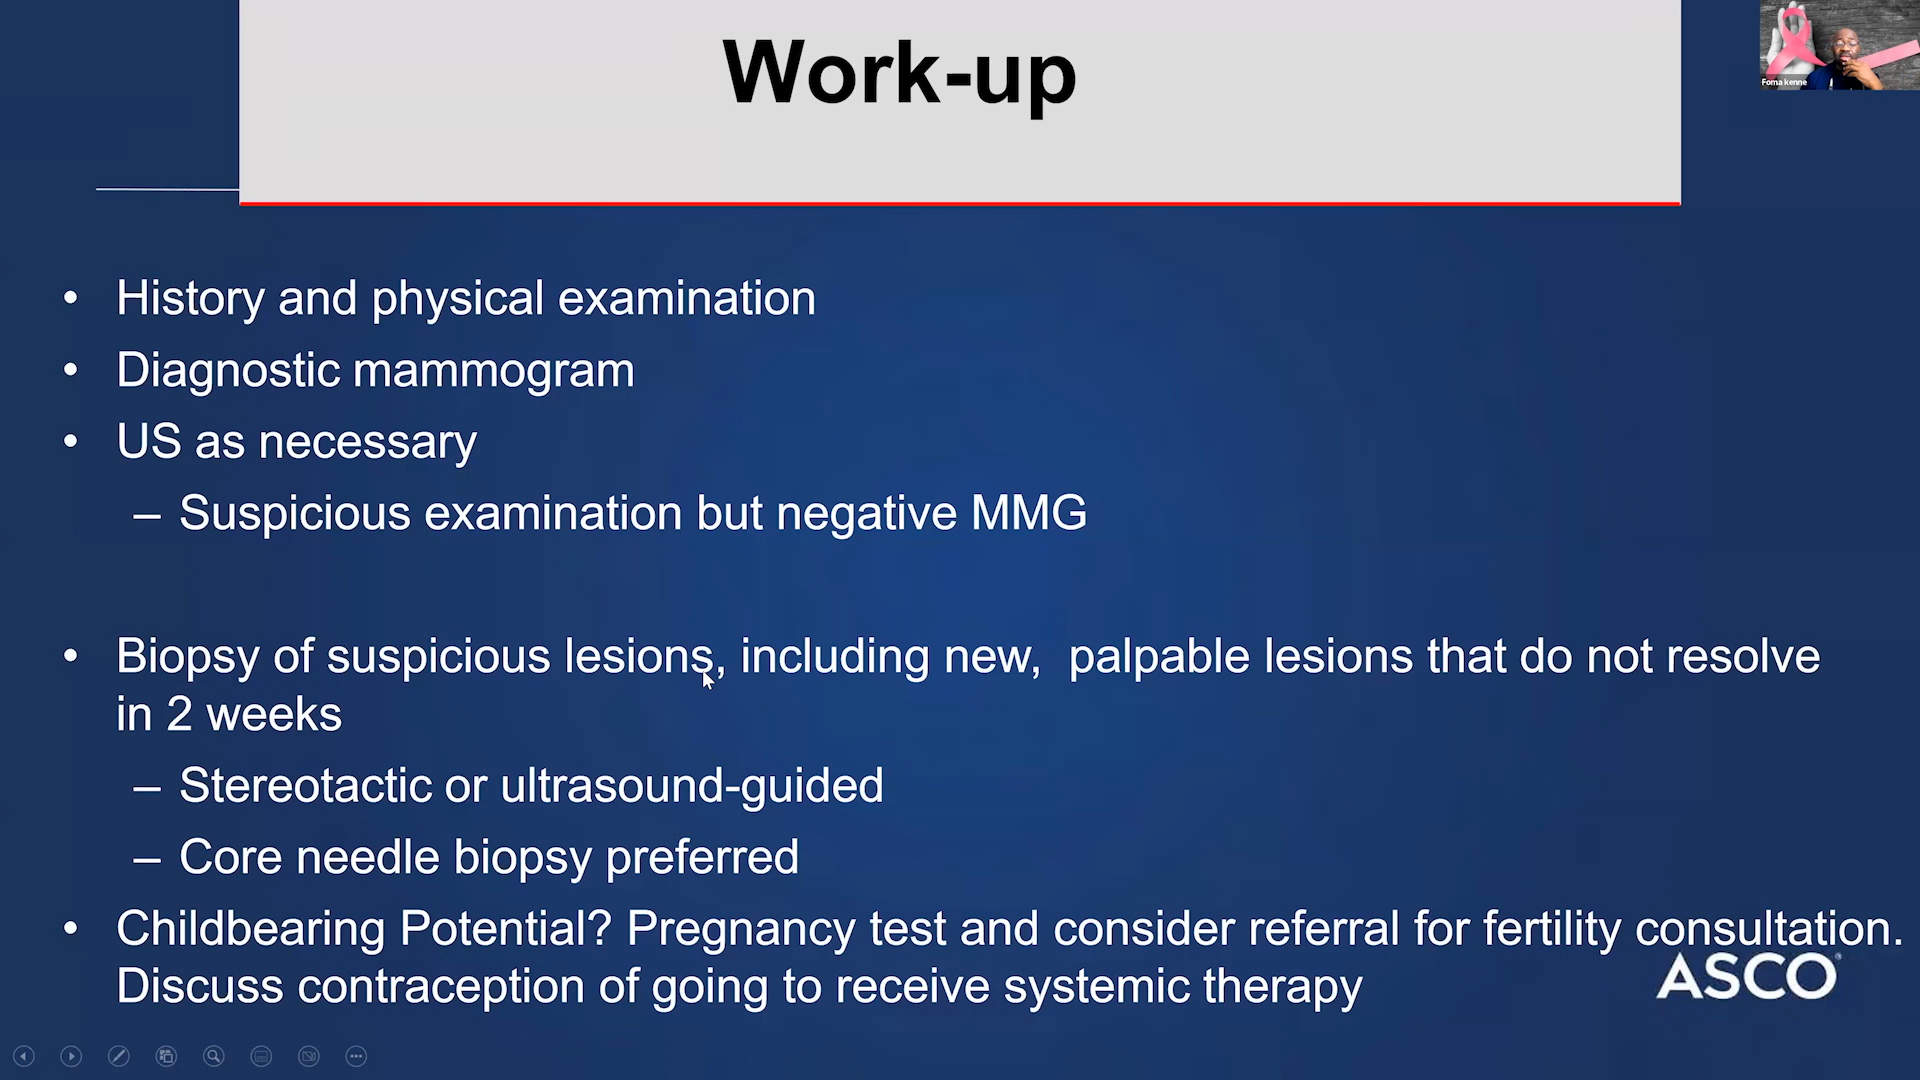 Work-up
Foma kenne
• History and physical examination
• Diagnostic mammogram
• US as necessary
– Suspicious examination but negative MMG
• Biopsy of suspicious lesions, including new,  palpable lesions that do not resolve
in 2 weeks
– Stereotactic or ultrasound-guided
– Core needle biopsy preferred
• Childbearing Potential? Pregnancy test and consider referral for fertility consultation.
Discuss contraception of going to receive systemic therapy
ASCO®